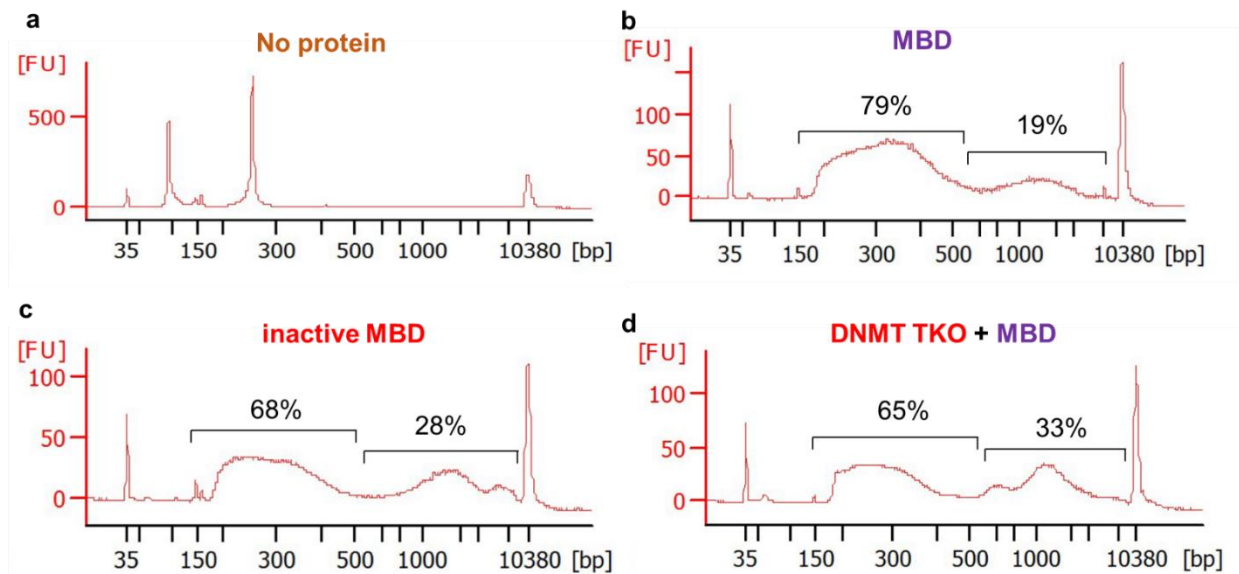 a
No protein
[FU]
500
0
35 150 300 500 1000 10380 [bp]
b
MBD
[FU]
79%
19%
100
50
0
35 150 300 500 1000 10380 [bp]
c
inactive MBD
[FU]
68%
28%
100
50
0
35 150 300 500 1000 10380 [bp]
d
DNMT TKO + MBD
[FU]
65%
33%
100
50
0
35 150 300 500 1000 10380 [bp]